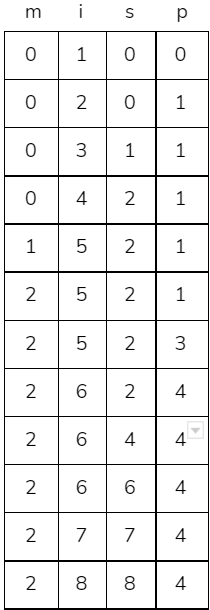 m i s p
0 1 0 0
0 2 0 1
0 3 1 1
0 4 2 1
1 5 2 1
2 5 2 1
2 5 2 3
2 6 2 4
2 6 4 4
2 6 6 4
2 7 7 4
2 8 8 4